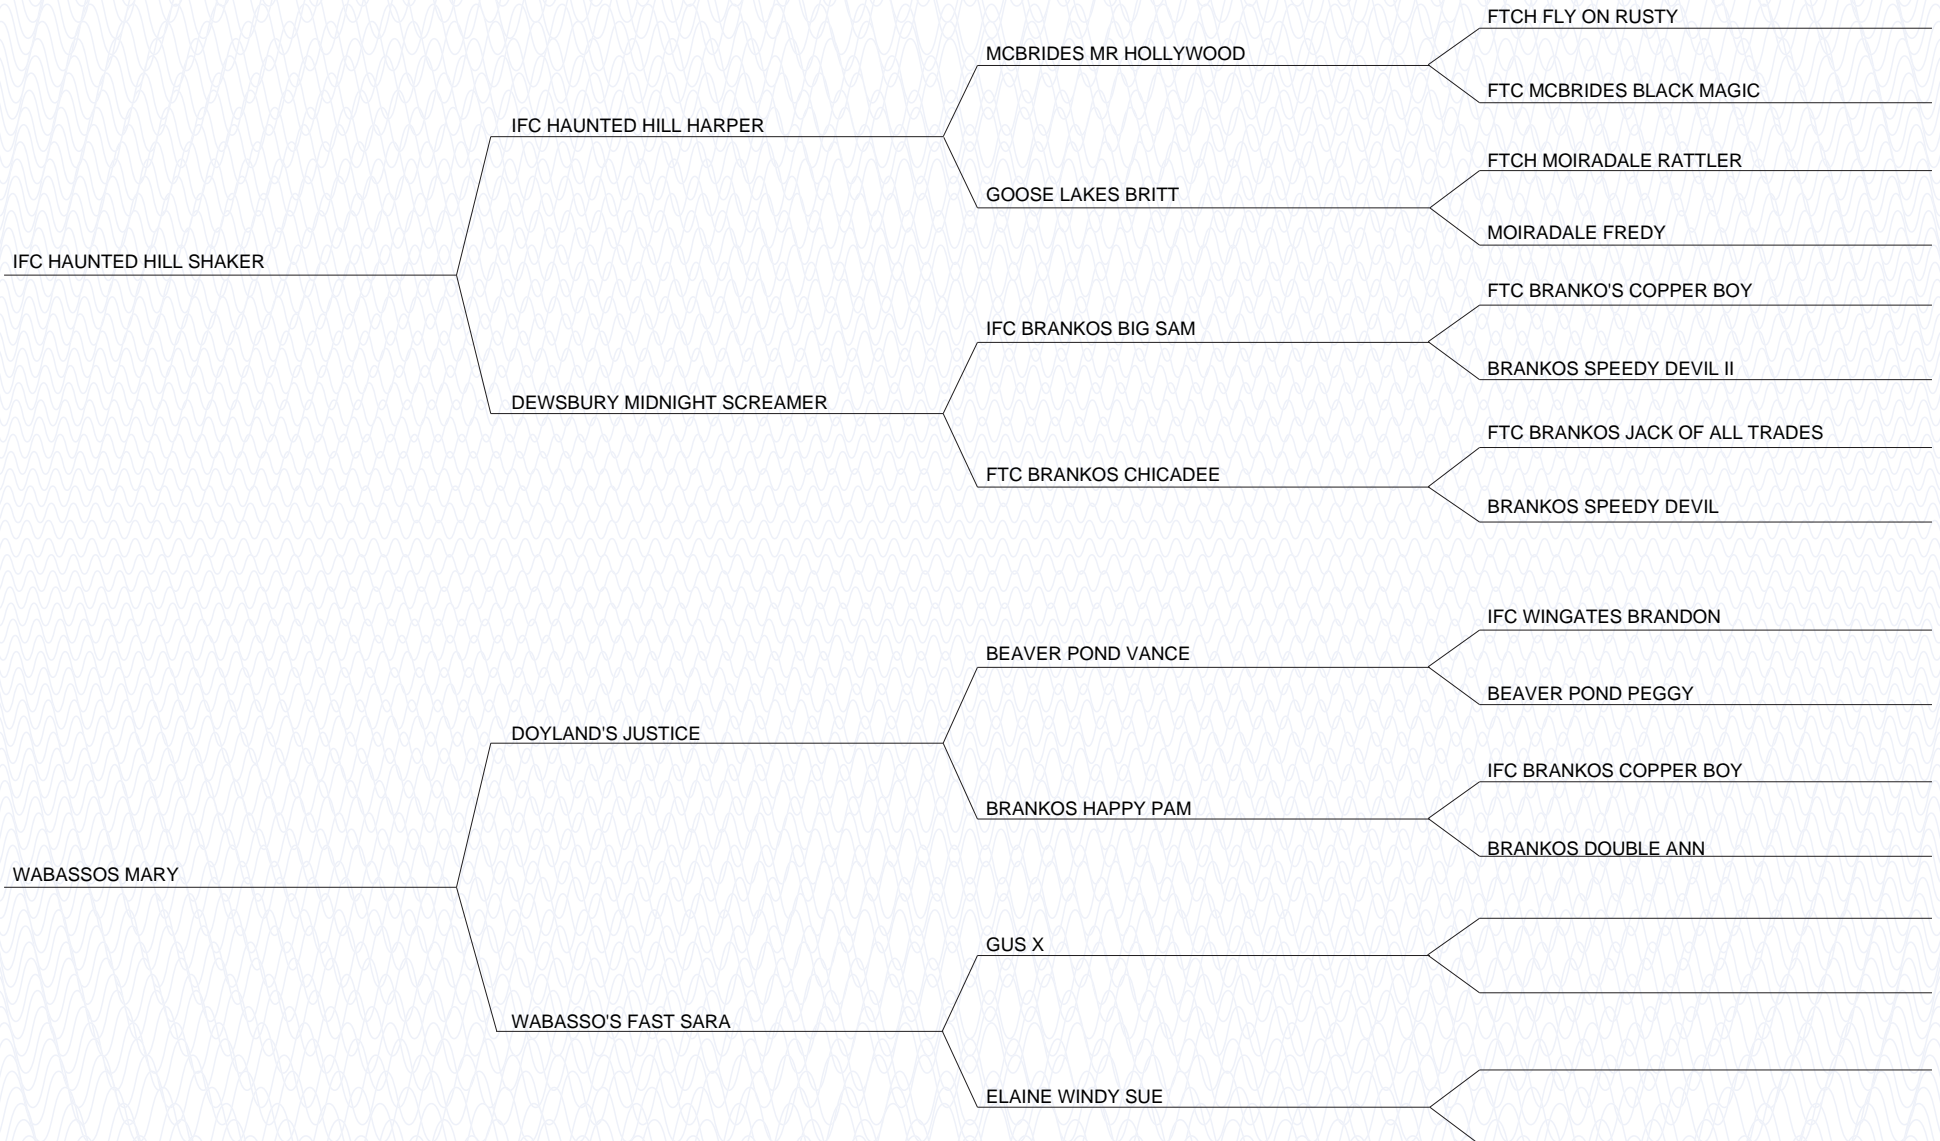 FTCH FLY ON RUSTY
MCBRIDES MR HOLLYWOOD
FTC MCBRIDES BLACK MAGIC
IFC HAUNTED HILL HARPER
FTCH MOIRADALE RATTLER
GOOSE LAKES BRITT
MOIRADALE FREDY
IFC HAUNTED HILL SHAKER
FTC BRANKO'S COPPER BOY
IFC BRANKOS BIG SAM
BRANKOS SPEEDY DEVIL II
DEWSBURY MIDNIGHT SCREAMER
FTC BRANKOS JACK OF ALL TRADES
FTC BRANKOS CHICADEE
BRANKOS SPEEDY DEVIL
IFC WINGATES BRANDON
BEAVER POND VANCE
BEAVER POND PEGGY
DOYLAND'S JUSTICE
IFC BRANKOS COPPER BOY
BRANKOS HAPPY PAM
BRANKOS DOUBLE ANN
WABASSOS MARY
GUS X
WABASSO'S FAST SARA
ELAINE WINDY SUE